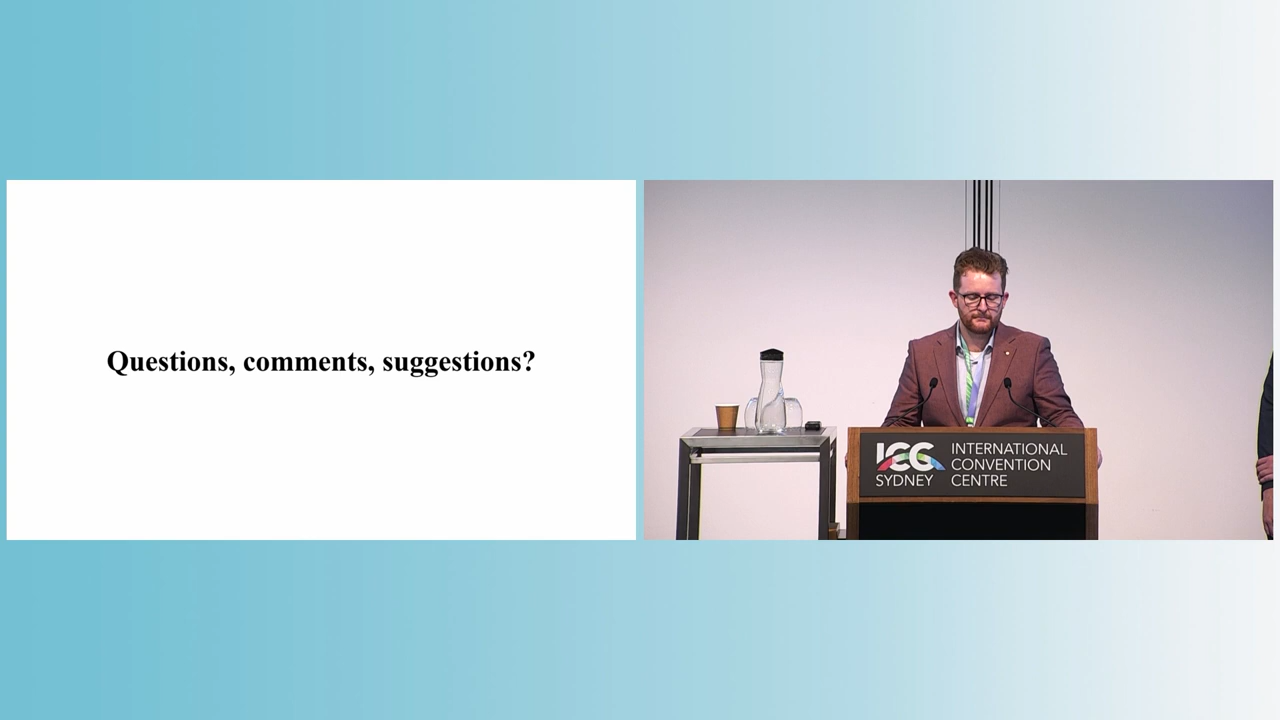 Questions, comments, suggestions?
ICC
SYDNEY
INTERNATIONAL
CONVENTION
CENTRE